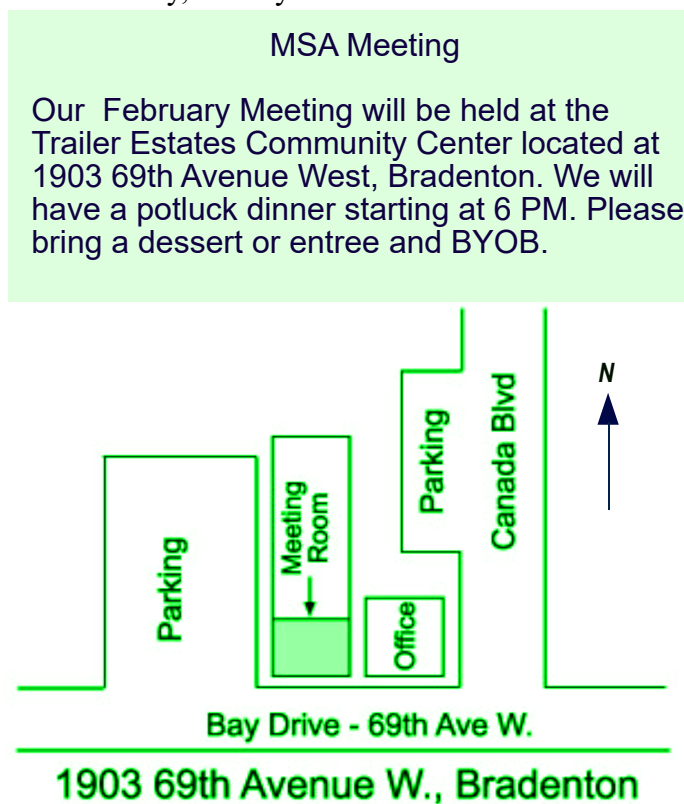 MSA Meeting
Our February Meeting will be held at the
Trailer Estates Community Center located at
1903 69th Avenue West, Bradenton. We will
have a potluck dinner starting at 6 PM. Please
bring a dessert or entree and BYOB.
N
Parking
Canada Blvd
Meeting
Room
Parking
Office
Bay Drive - 69th Ave W.
1903 69th Avenue W., Bradenton